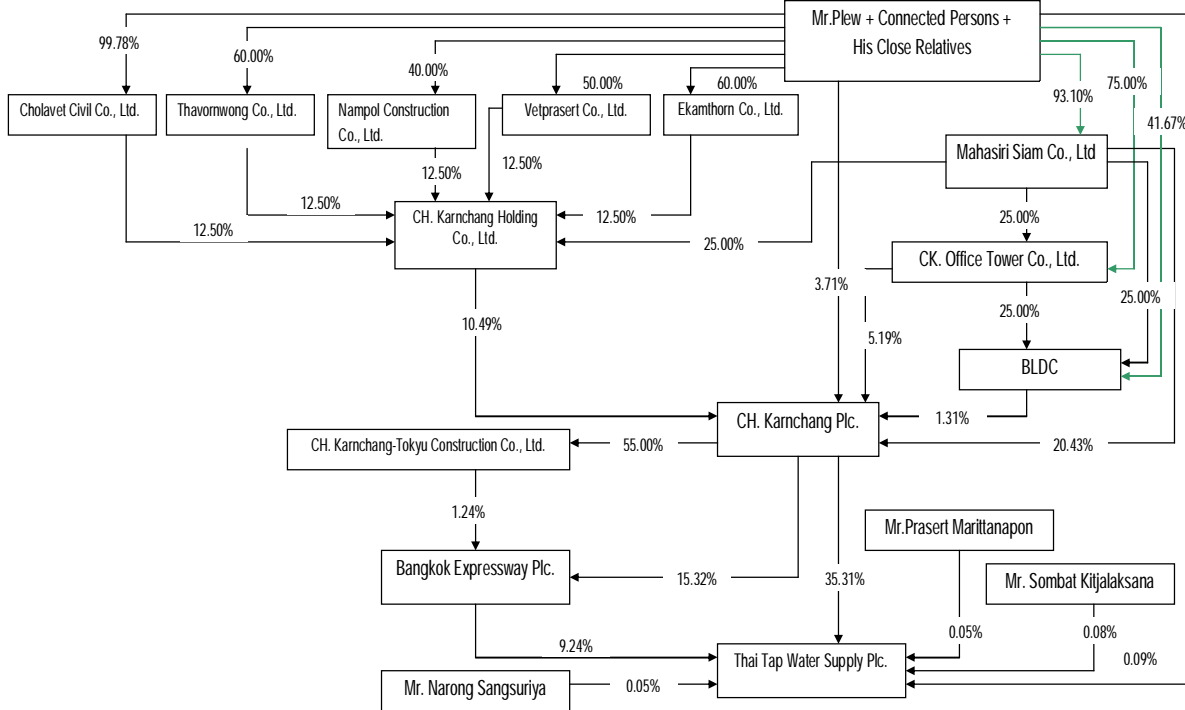 Mr.Plew + Connected Persons +
His Close Relatives
99.78%
60.00%
40.00%
50.00%
60.00%
93.10%
75.00%
41.67%
Cholavet Civil Co., Ltd.
Thavornwong Co., Ltd.
Nampol Construction
Co., Ltd.
Vetprasert Co., Ltd.
Ekamthorn Co., Ltd.
Mahasiri Siam Co., Ltd
12.50%
12.50%
12.50%
12.50%
12.50%
25.00%
25.00%
CH. Karnchang Holding
Co., Ltd.
CK. Office Tower Co., Ltd.
3.71%
25.00%
25.00%
10.49%
5.19%
BLDC
1.31%
CH. Karnchang Plc.
20.43%
CH. Karnchang-Tokyu Construction Co., Ltd.
55.00%
1.24%
Mr.Prasert Marittanapon
Bangkok Expressway Plc.
15.32%
35.31%
Mr. Sombat Kitjalaksana
9.24%
0.05%
0.08%
0.09%
Thai Tap Water Supply Plc.
Mr. Narong Sangsuriya
0.05%